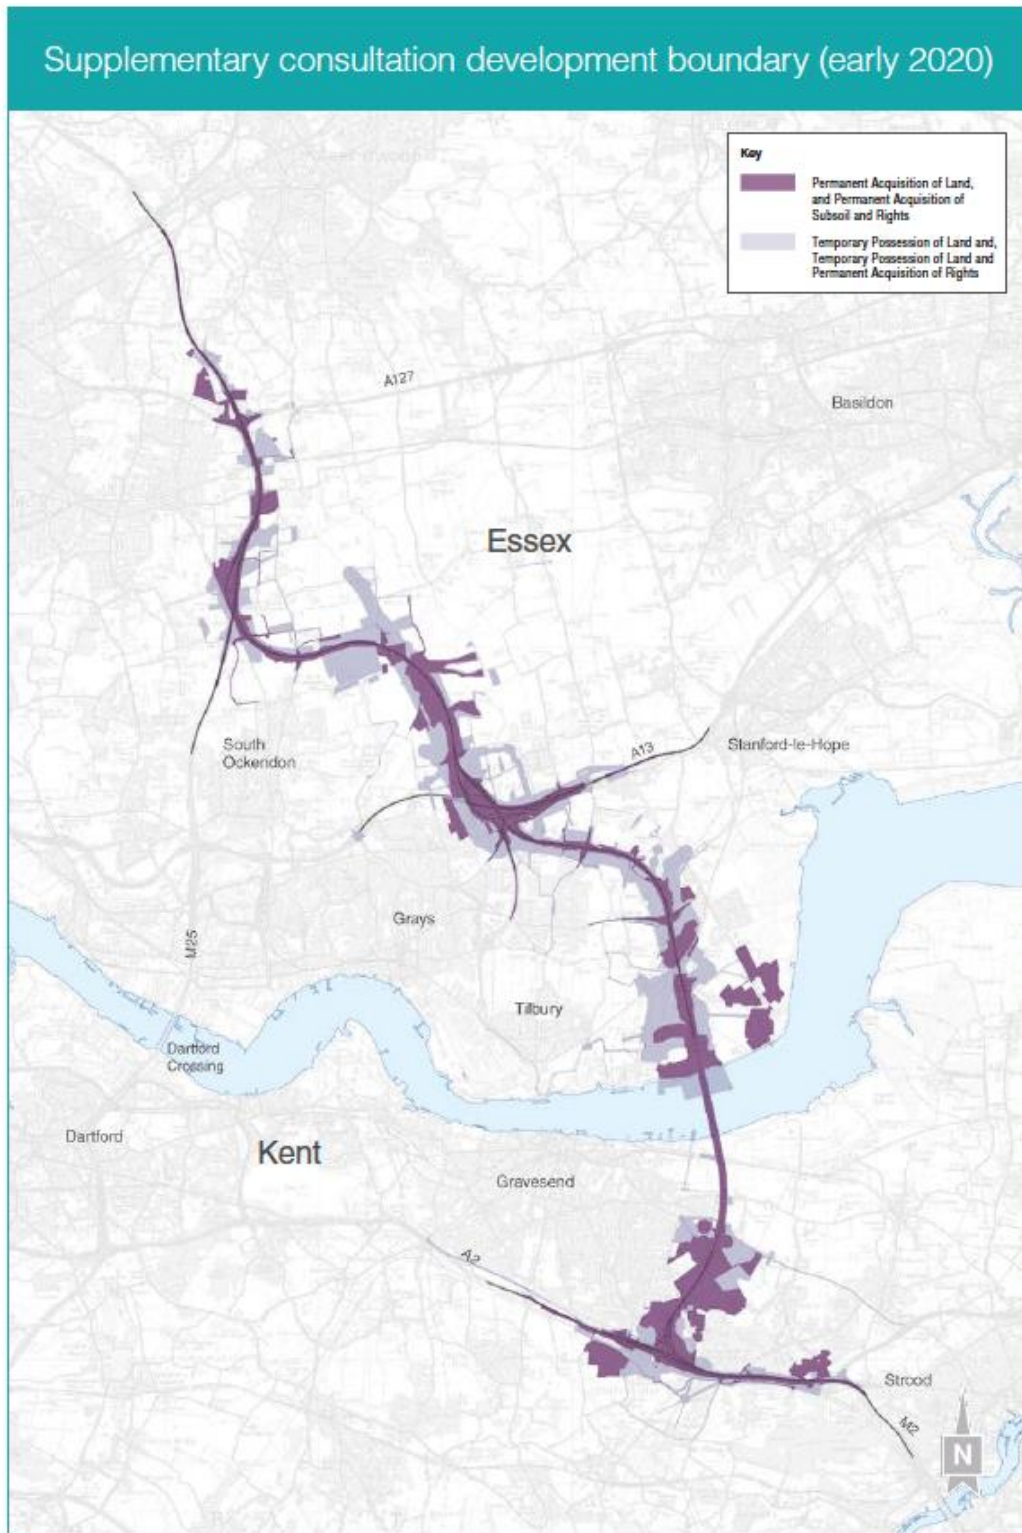 Supplementary consultation development boundary (early 2020)
Key
Permanent Acquisition of Land,
and Permanent Acquisition of
Subsoil and Rights
Temporary Possession of Land and,
Temporary Possession of Land and
Permanent Acquisition of Rights
A127
Basildon
Essex
South
Ockendon
A13
Stanford-le-Hope
Grays
M25
Tilbury
Dartford
Crossing
Dartford
Kent
Gravesend
A2
Strood
M2
N